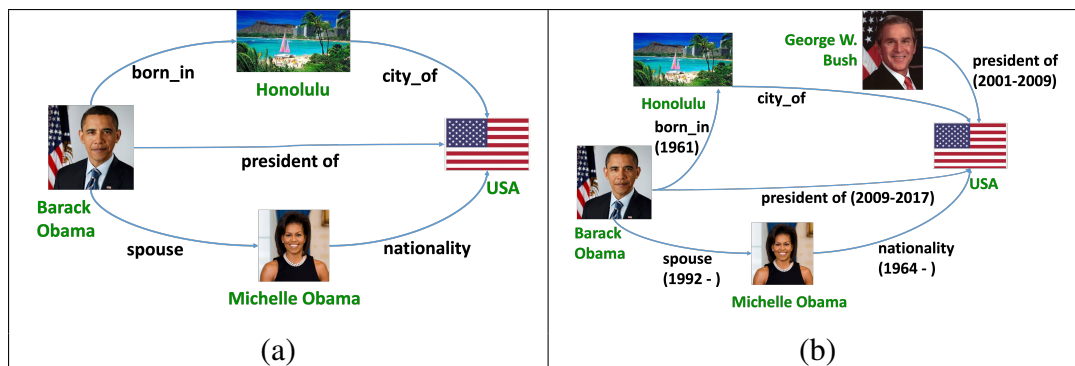 born_in
Honolulu
city_of
president of
Barack
Obama
USA
spouse
nationality
Michelle Obama
(a)
George W.
Bush
president of
(2001-2009)
Honolulu
city_of
born_in
(1961)
USA
president of (2009-2017)
Barack
Obama
spouse
(1992 - )
nationality
(1964 - )
Michelle Obama
(b)